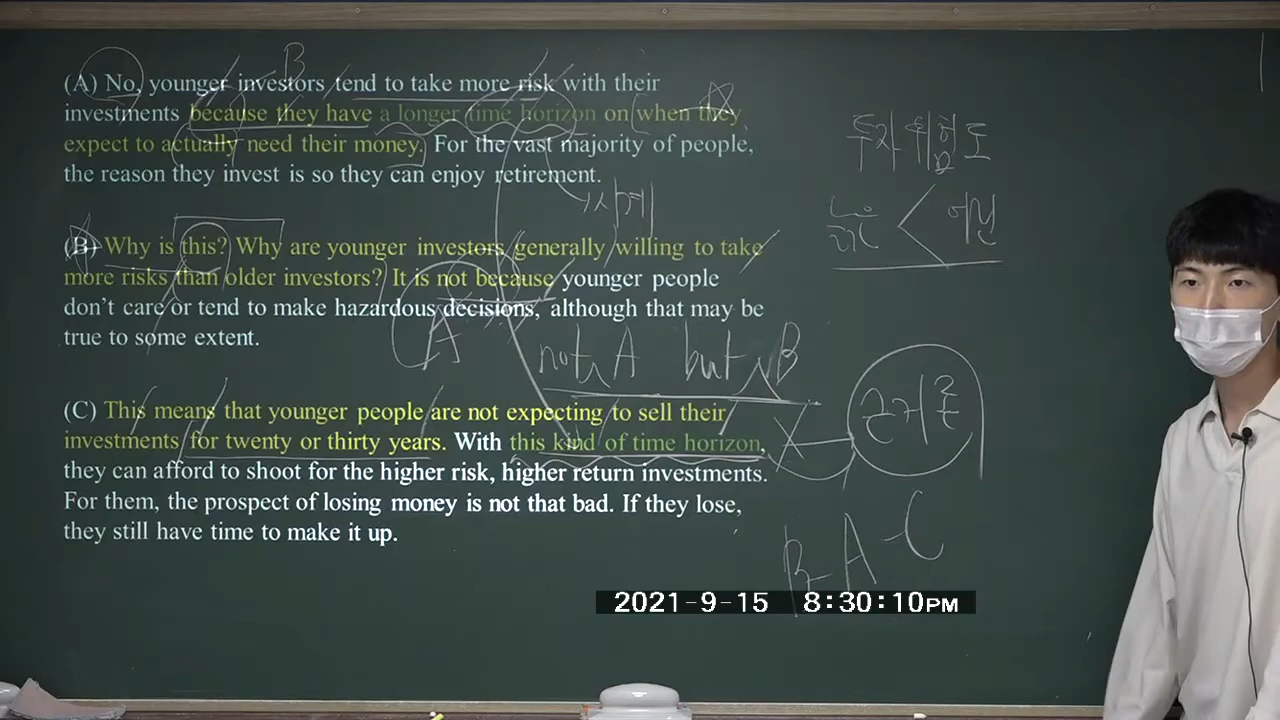 B
(A) No, younger investors tend to take more risk with their
investments because they have a longer time horizon on when they
expect to actually need their money. For the vast majority of people,
the reason they invest is so they can enjoy retirement.
(B) Why is this? Why are younger investors generally willing to take
more risks than older investors? It is not because younger people
don't care or tend to make hazardous decisions, although that may be
true to some extent.
A
not A but B
(C) This means that younger people are not expecting to sell their
investments for twenty or thirty years. With this kind of time horizon,
they can afford to shoot for the higher risk, higher return investments.
For them, the prospect of losing money is not that bad. If they lose,
they still have time to make it up.
투자 위험도
B-A-C
2021-9-15 8:30:10PM